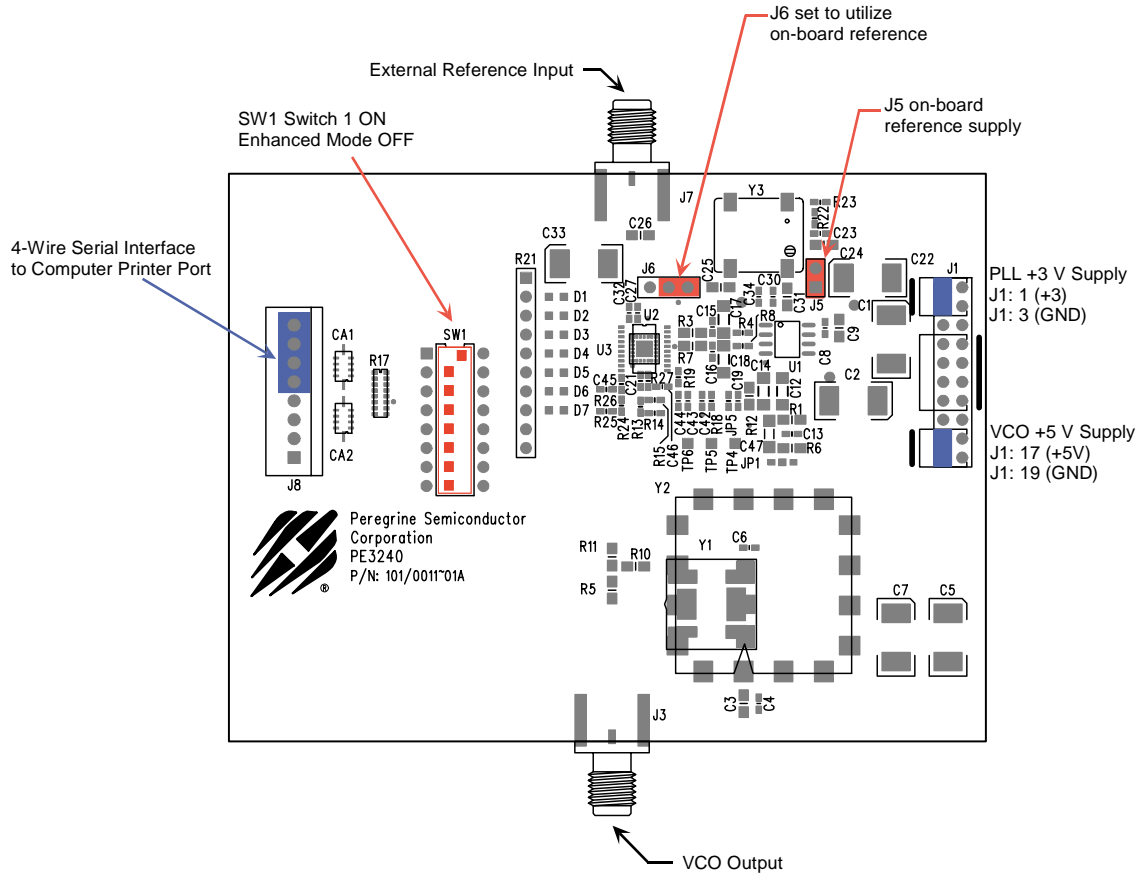 J6 set to utilize
on-board reference
External Reference Input
J5 on-board
reference supply
SW1 Switch 1 ON
Enhanced Mode OFF
4-Wire Serial Interface
to Computer Printer Port
PLL +3 V Supply
J1: 1 (+3)
J1: 3 (GND)
VCO +5 V Supply
J1: 17 (+5V)
J1: 19 (GND)
VCO Output
J7
Y3
R23
R22
C23
C26
C33
R21
C32
C27
J6
C25
C24
C22
J1
J5
D1
D2
D3
D4
D5
D6
D7
U2
U3
C17
C34
C30
C31
C1
C9
C8
R3
C15
R4
R8
R7
C16
C18
U1
CA1
R17
SW1
CA2
J8
C45
C21
R27
R19
C19
C14
C12
C2
R26
R25
R24
R13
R14
R15
C46
C44
C43
C42
R18
JP5
R12
R1
C13
R6
C47
TP6
TP5
TP4
JP1
Y2
Peregrine Semiconductor
Corporation
PE3240
P/N: 101/0011~01A
®
R11
R10
R5
Y1
C6
C7
C5
C3
C4
J3